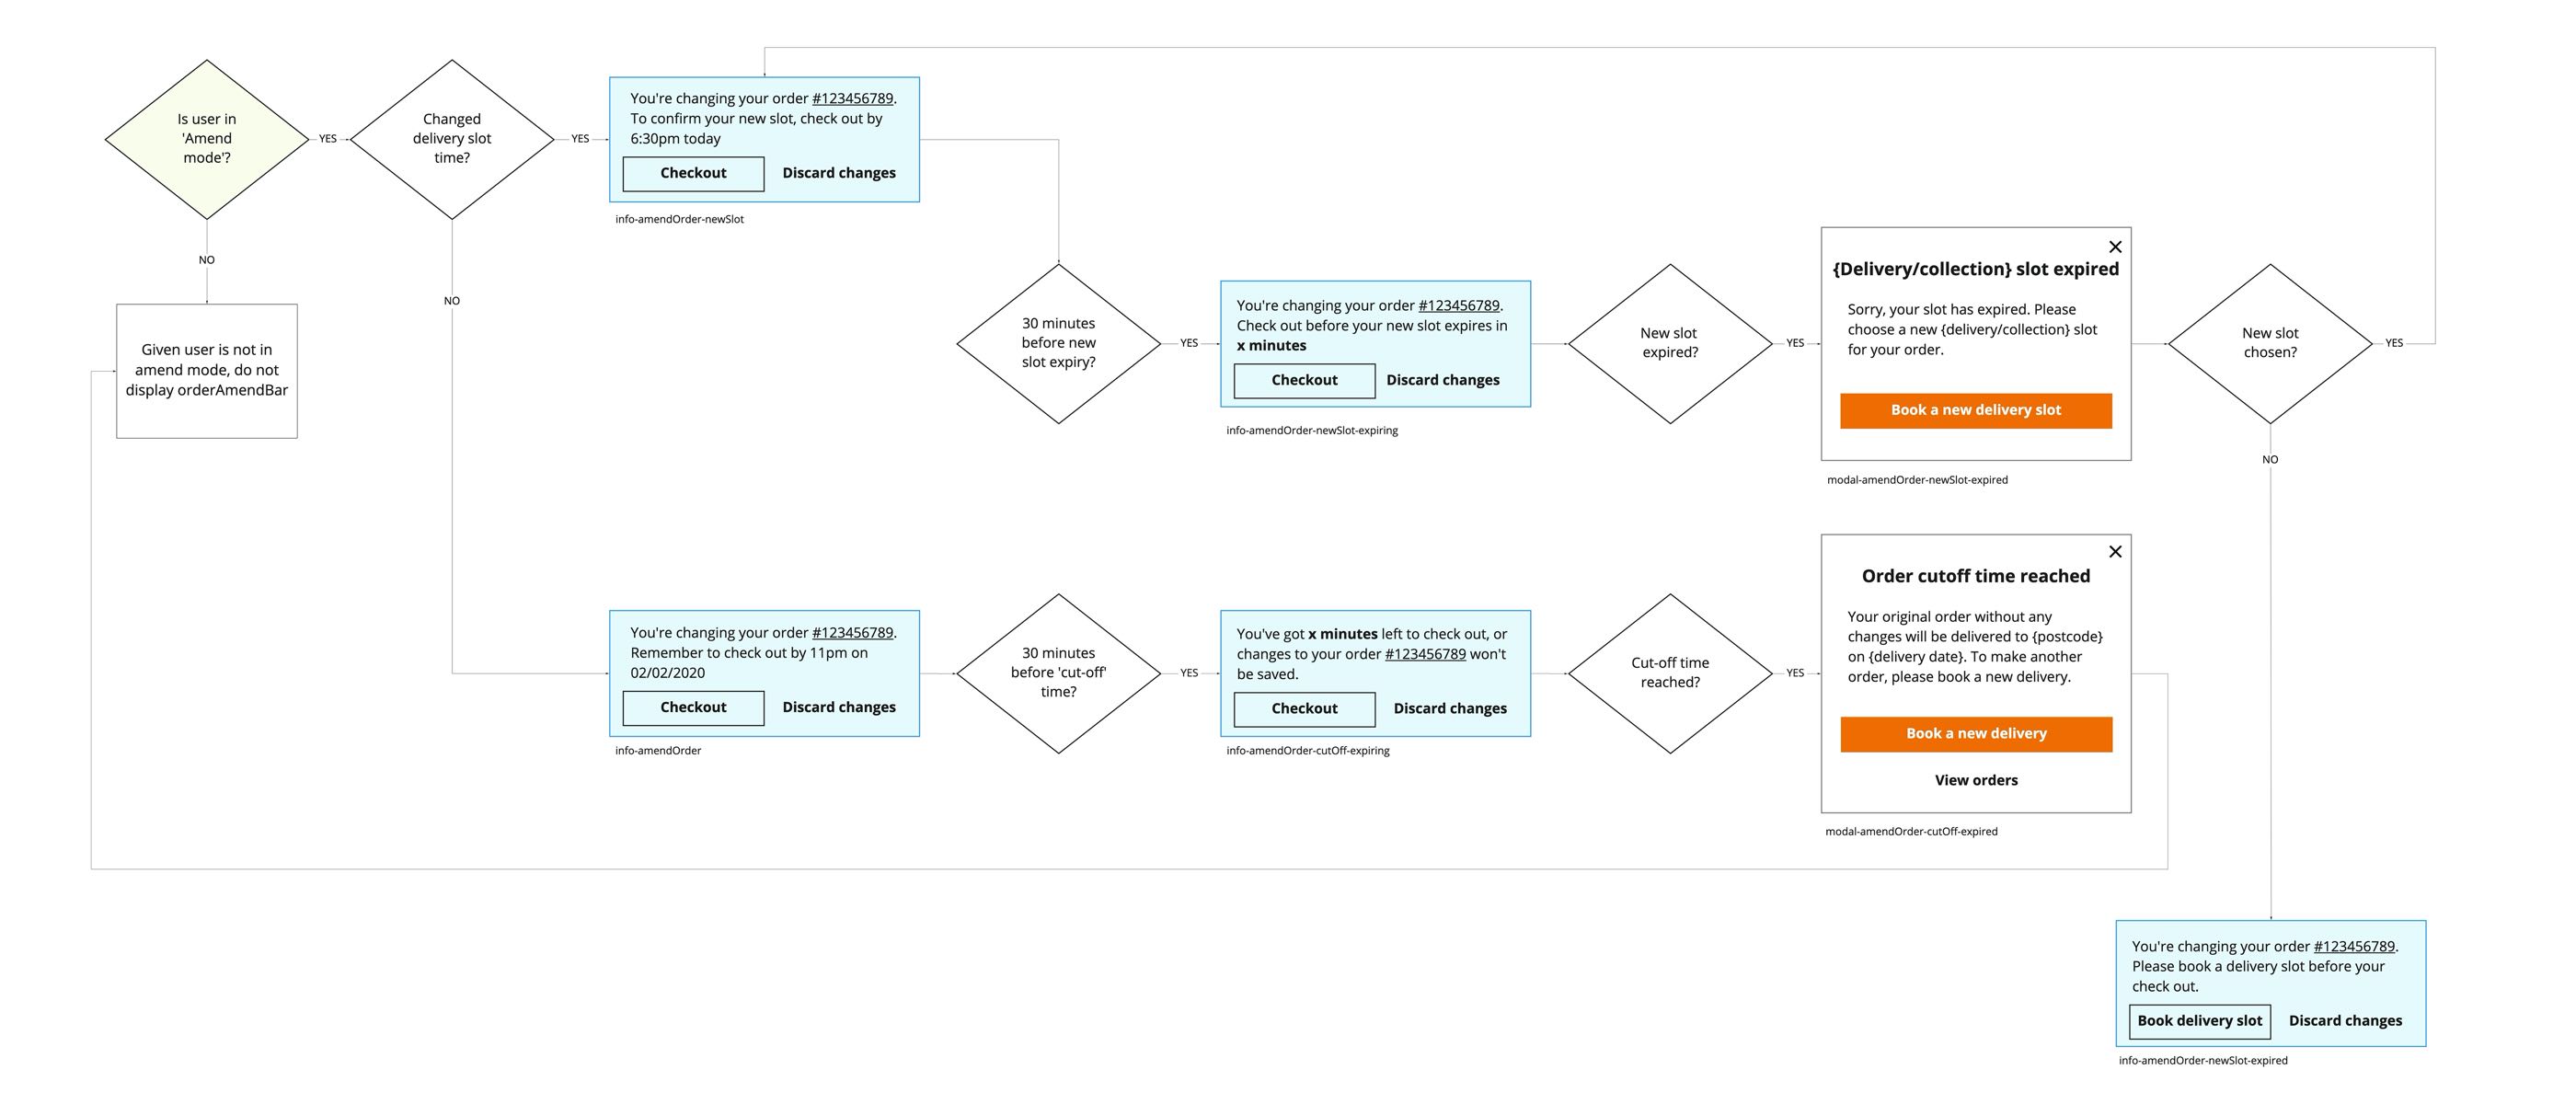 Is user in
'Amend
mode'?
YES
Changed
delivery slot
time?
YES
You're changing your order #123456789.
To confirm your new slot, check out by
6:30pm today
Checkout
Discard changes
info-amendOrder-newSlot
NO
Given user is not in
amend mode, do not
display orderAmendBar
NO
30 minutes
before new
slot expiry?
YES
You're changing your order #123456789.
Check out before your new slot expires in
x minutes
Checkout
Discard changes
info-amendOrder-newSlot-expiring
New slot
expired?
YES
{Delivery/collection} slot expired
Sorry, your slot has expired. Please
choose a new {delivery/collection} slot
for your order.
Book a new delivery slot
modal-amendOrder-newSlot-expired
New slot
chosen?
YES
NO
You're changing your order #123456789.
Remember to check out by 11pm on
02/02/2020
Checkout
Discard changes
info-amendOrder
30 minutes
before 'cut-off'
time?
YES
You've got x minutes left to check out, or
changes to your order #123456789 won't
be saved.
Checkout
Discard changes
info-amendOrder-cutOff-expiring
Cut-off time
reached?
YES
Order cutoff time reached
Your original order without any
changes will be delivered to {postcode}
on {delivery date}. To make another
order, please book a new delivery.
Book a new delivery
View orders
modal-amendOrder-cutOff-expired
You're changing your order #123456789.
Please book a delivery slot before your
check out.
Book delivery slot
Discard changes
info-amendOrder-newSlot-expired